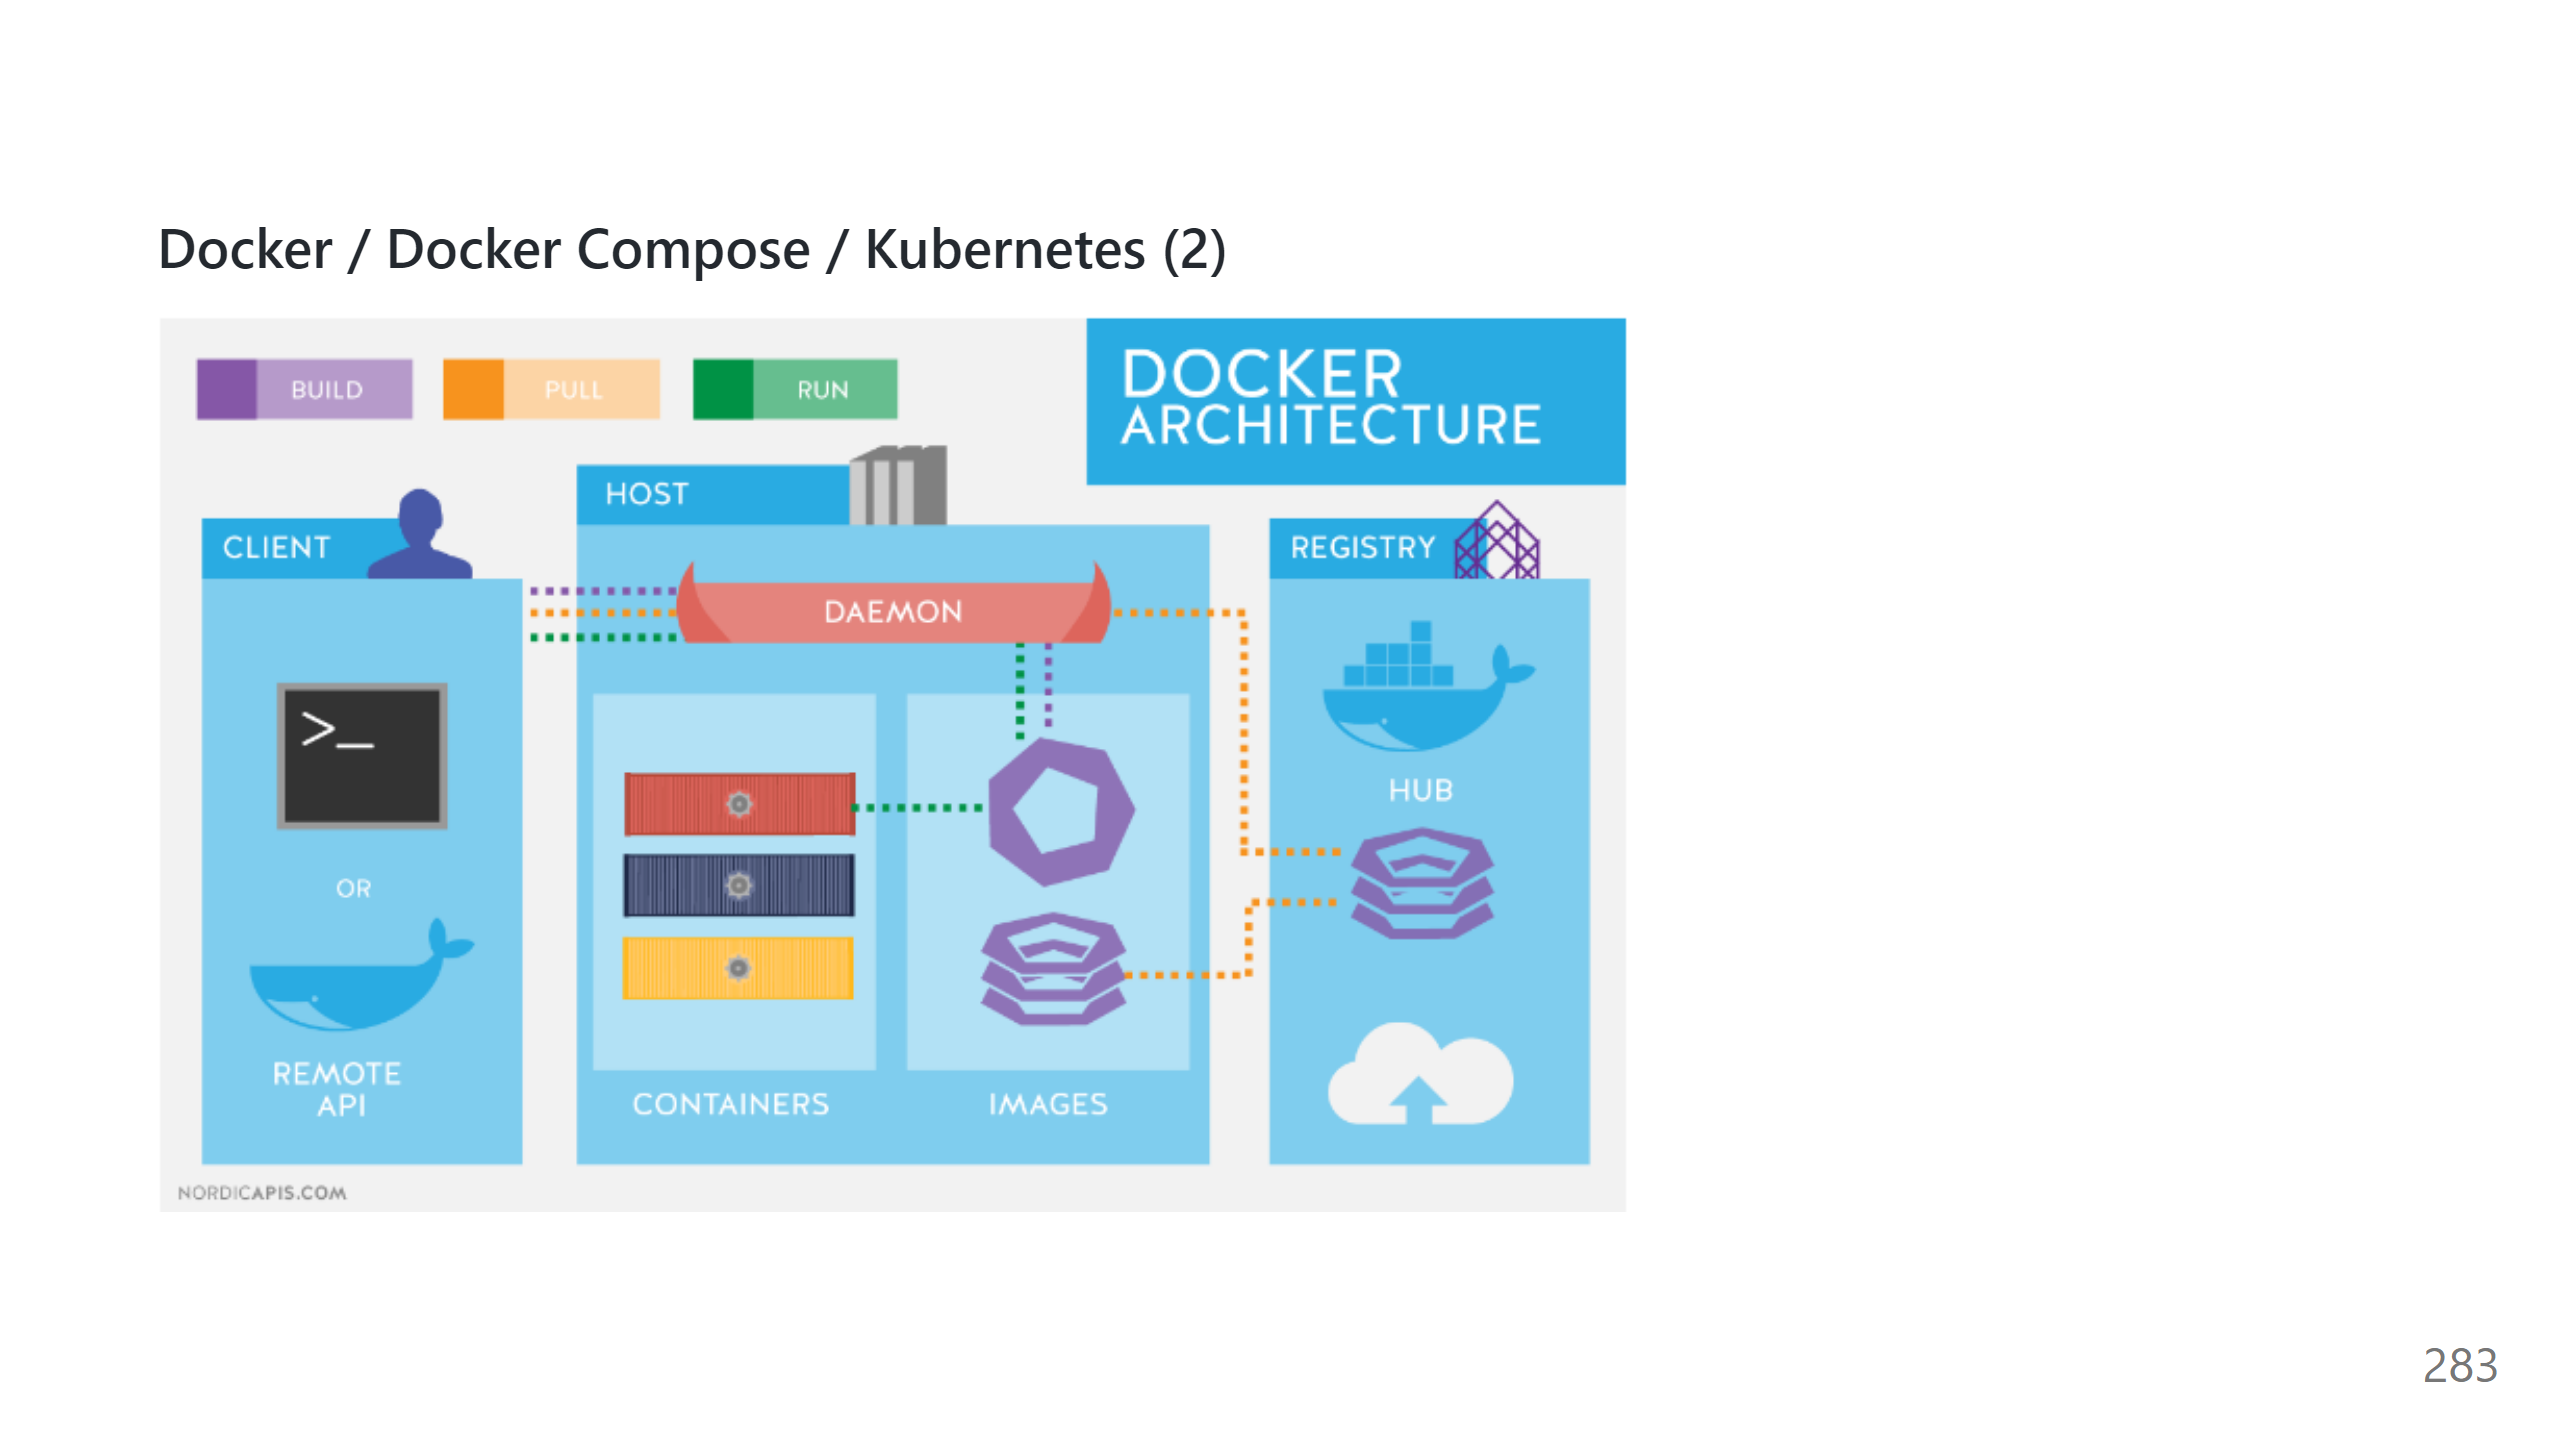 Docker / Docker Compose / Kubernetes (2)
BUILD
PULL
RUN
DOCKER
ARCHITECTURE
CLIENT
HOST
REGISTRY
DAEMON
>_
OR
REMOTE
API
CONTAINERS
IMAGES
HUB
NORDICAPIS.COM
283